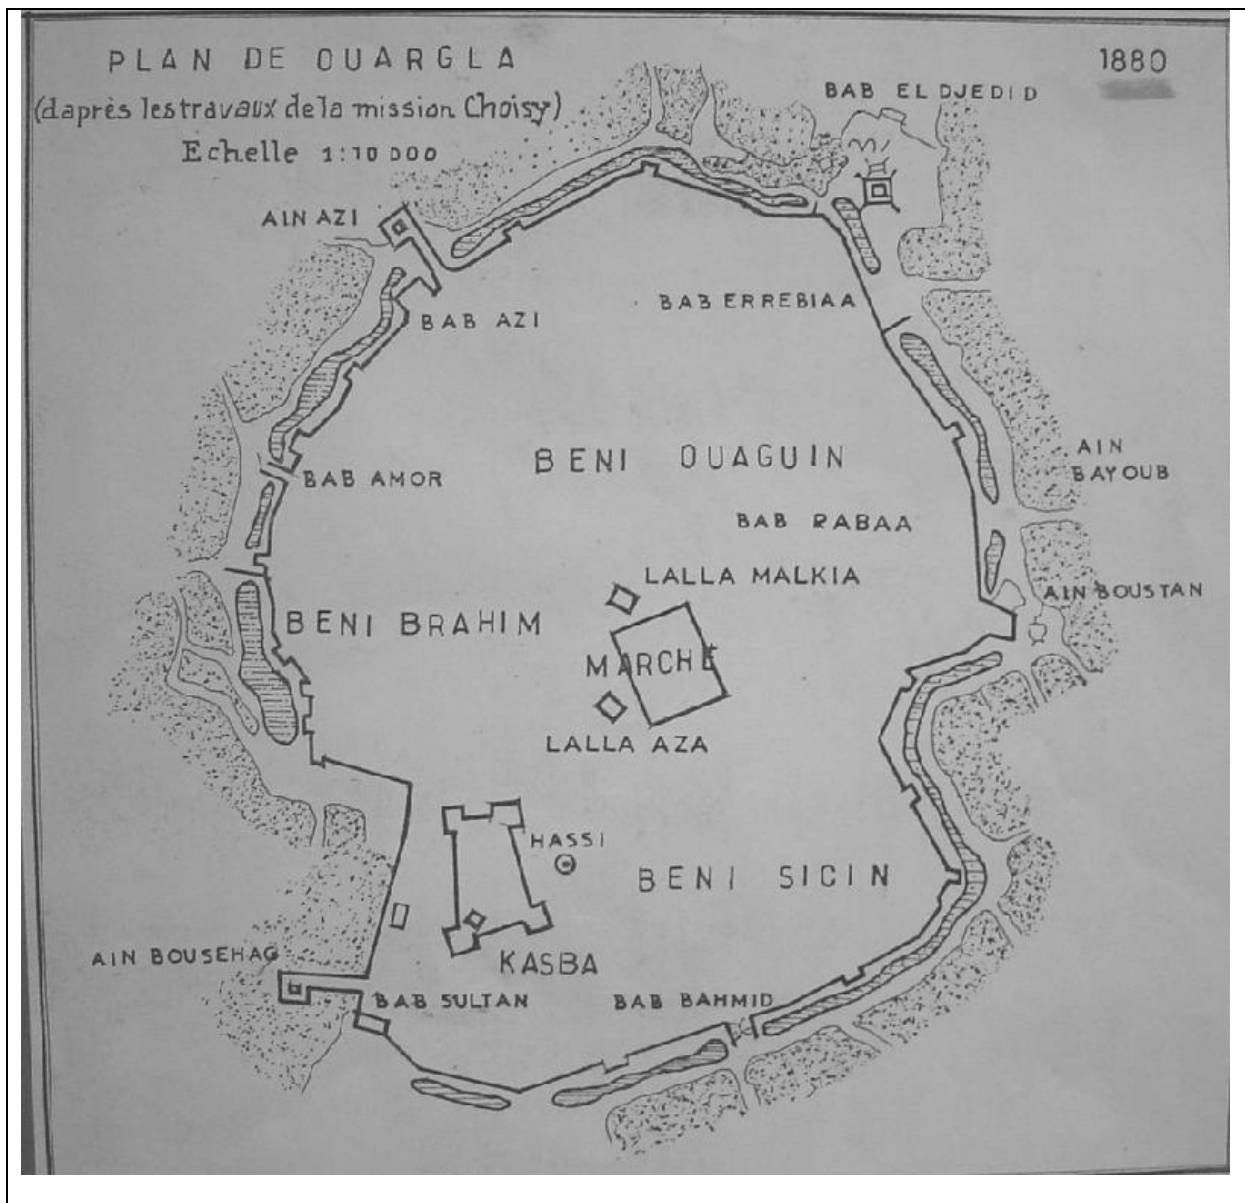 PLAN DE OUARGLA
1880
(daprès les travaux de la mission Choisy)
Echelle 1:10 000
BAB EL DJEDID
AIN AZI
BAB AZI
BAB ERREBIAA
BENI OUAGUIN
AIN
BAYOUB
BAB AMOR
BAB RABAA
LALLA MALKIA
AIN BOUSTAN
BENI BRAHIM
MARCHÉ
LALLA AZA
HASSI
BENI SICIN
AIN BOUSEHAG
KASBA
BAB SULTAN
BAB BAHMID